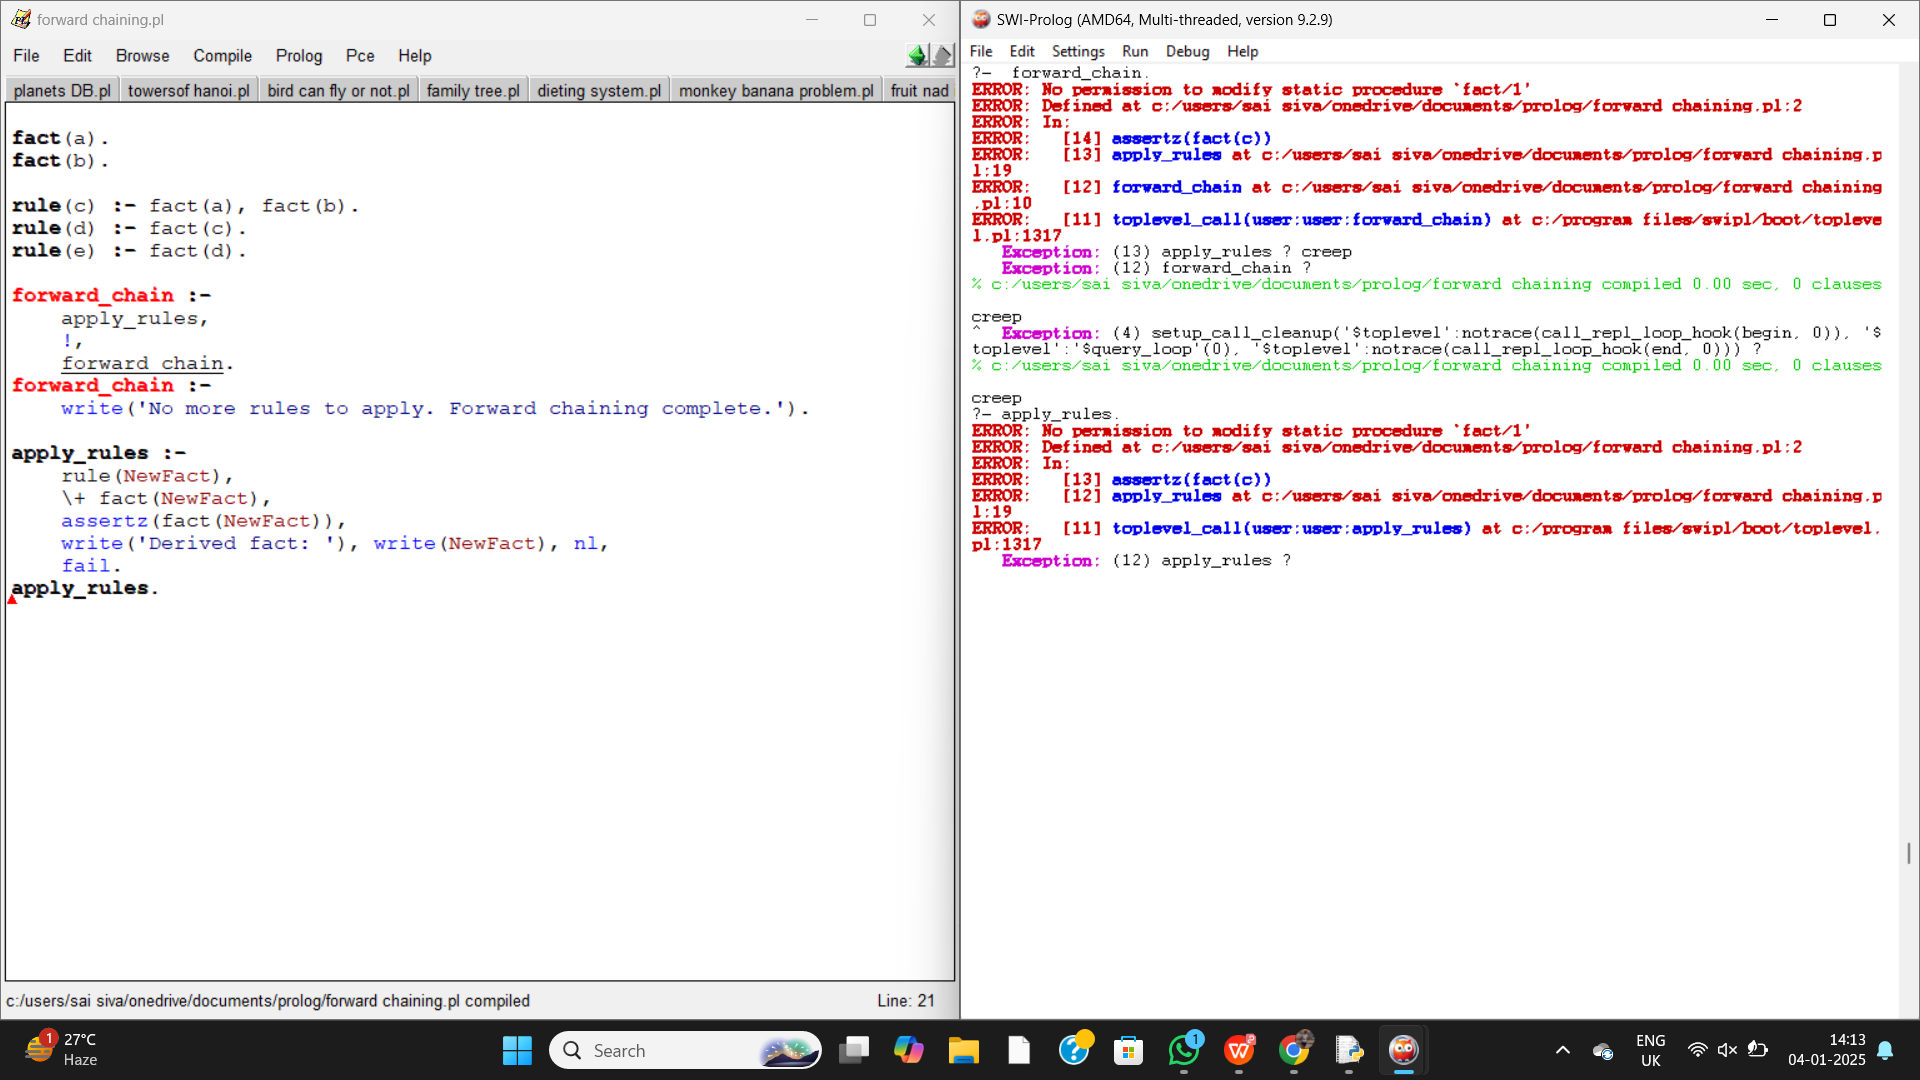 forward chaining.pl
File Edit Browse Compile Prolog Pce Help
planets DB.pl towersof hanoi.pl bird can fly or not.pl family tree.pl dieting system.pl monkey banana problem.pl fruit nad
fact(a).
fact(b).
rule(c) :- fact(a), fact(b).
rule(d) :- fact(c).
rule(e) :- fact(d).
forward_chain :-
apply_rules,
!,
forward_chain.
forward_chain :-
write('No more rules to apply. Forward chaining complete.').
apply_rules :-
rule(NewFact),
\+ fact(NewFact),
assertz(fact(NewFact)),
write('Derived fact: '), write(NewFact), nl,
fail.
apply_rules.
c:/users/sai siva/onedrive/documents/prolog/forward chaining.pl compiled
Line: 21
SWI-Prolog (AMD64, Multi-threaded, version 9.2.9)
File Edit Settings Run Debug Help
?- forward_chain.
ERROR: No permission to modify static procedure `fact/1'
ERROR: Defined at c:/users/sai siva/onedrive/documents/prolog/forward chaining.pl:2
ERROR: In:
ERROR: [14] assertz(fact(c))
ERROR: [13] apply_rules at c:/users/sai siva/onedrive/documents/prolog/forward chaining.p
l:19
ERROR: [12] forward_chain at c:/users/sai siva/onedrive/documents/prolog/forward chaining
.pl:10
ERROR: [11] toplevel_call(user:user:forward_chain) at c:/program files/swipl/boot/topleve
l.pl:1317
Exception: (13) apply_rules ? creep
Exception: (12) forward_chain ?
% c:/users/sai siva/onedrive/documents/prolog/forward chaining compiled 0.00 sec, 0 clauses
creep
^ Exception: (4) setup_call_cleanup('$toplevel':notrace(call_repl_loop_hook(begin, 0)), '$
toplevel':'$query_loop'(0), '$toplevel':notrace(call_repl_loop_hook(end, 0))) ?
% c:/users/sai siva/onedrive/documents/prolog/forward chaining compiled 0.00 sec, 0 clauses
creep
?- apply_rules.
ERROR: No permission to modify static procedure `fact/1'
ERROR: Defined at c:/users/sai siva/onedrive/documents/prolog/forward chaining.pl:2
ERROR: In:
ERROR: [13] assertz(fact(c))
ERROR: [12] apply_rules at c:/users/sai siva/onedrive/documents/prolog/forward chaining.p
l:19
ERROR: [11] toplevel_call(user:user:apply_rules) at c:/program files/swipl/boot/toplevel.
pl:1317
Exception: (12) apply_rules ?
1
27°C
Haze
Search
1
ENG
UK
14:13
04-01-2025